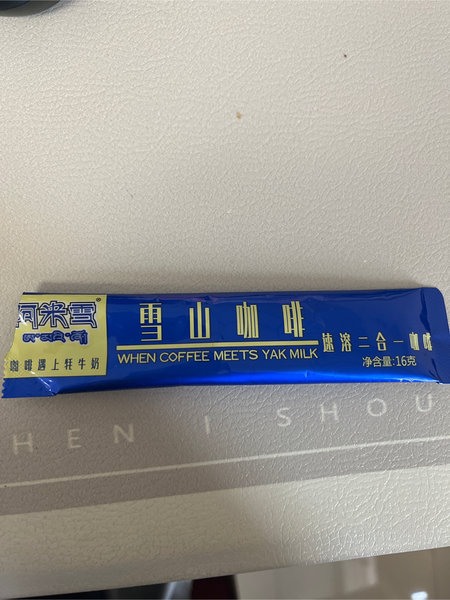 阿来雪®
咖啡遇上牦牛奶
雪山咖啡
WHEN COFFEE MEETS YAK MILK
速溶二合一咖啡
净含量:16克
HEN I SHOU